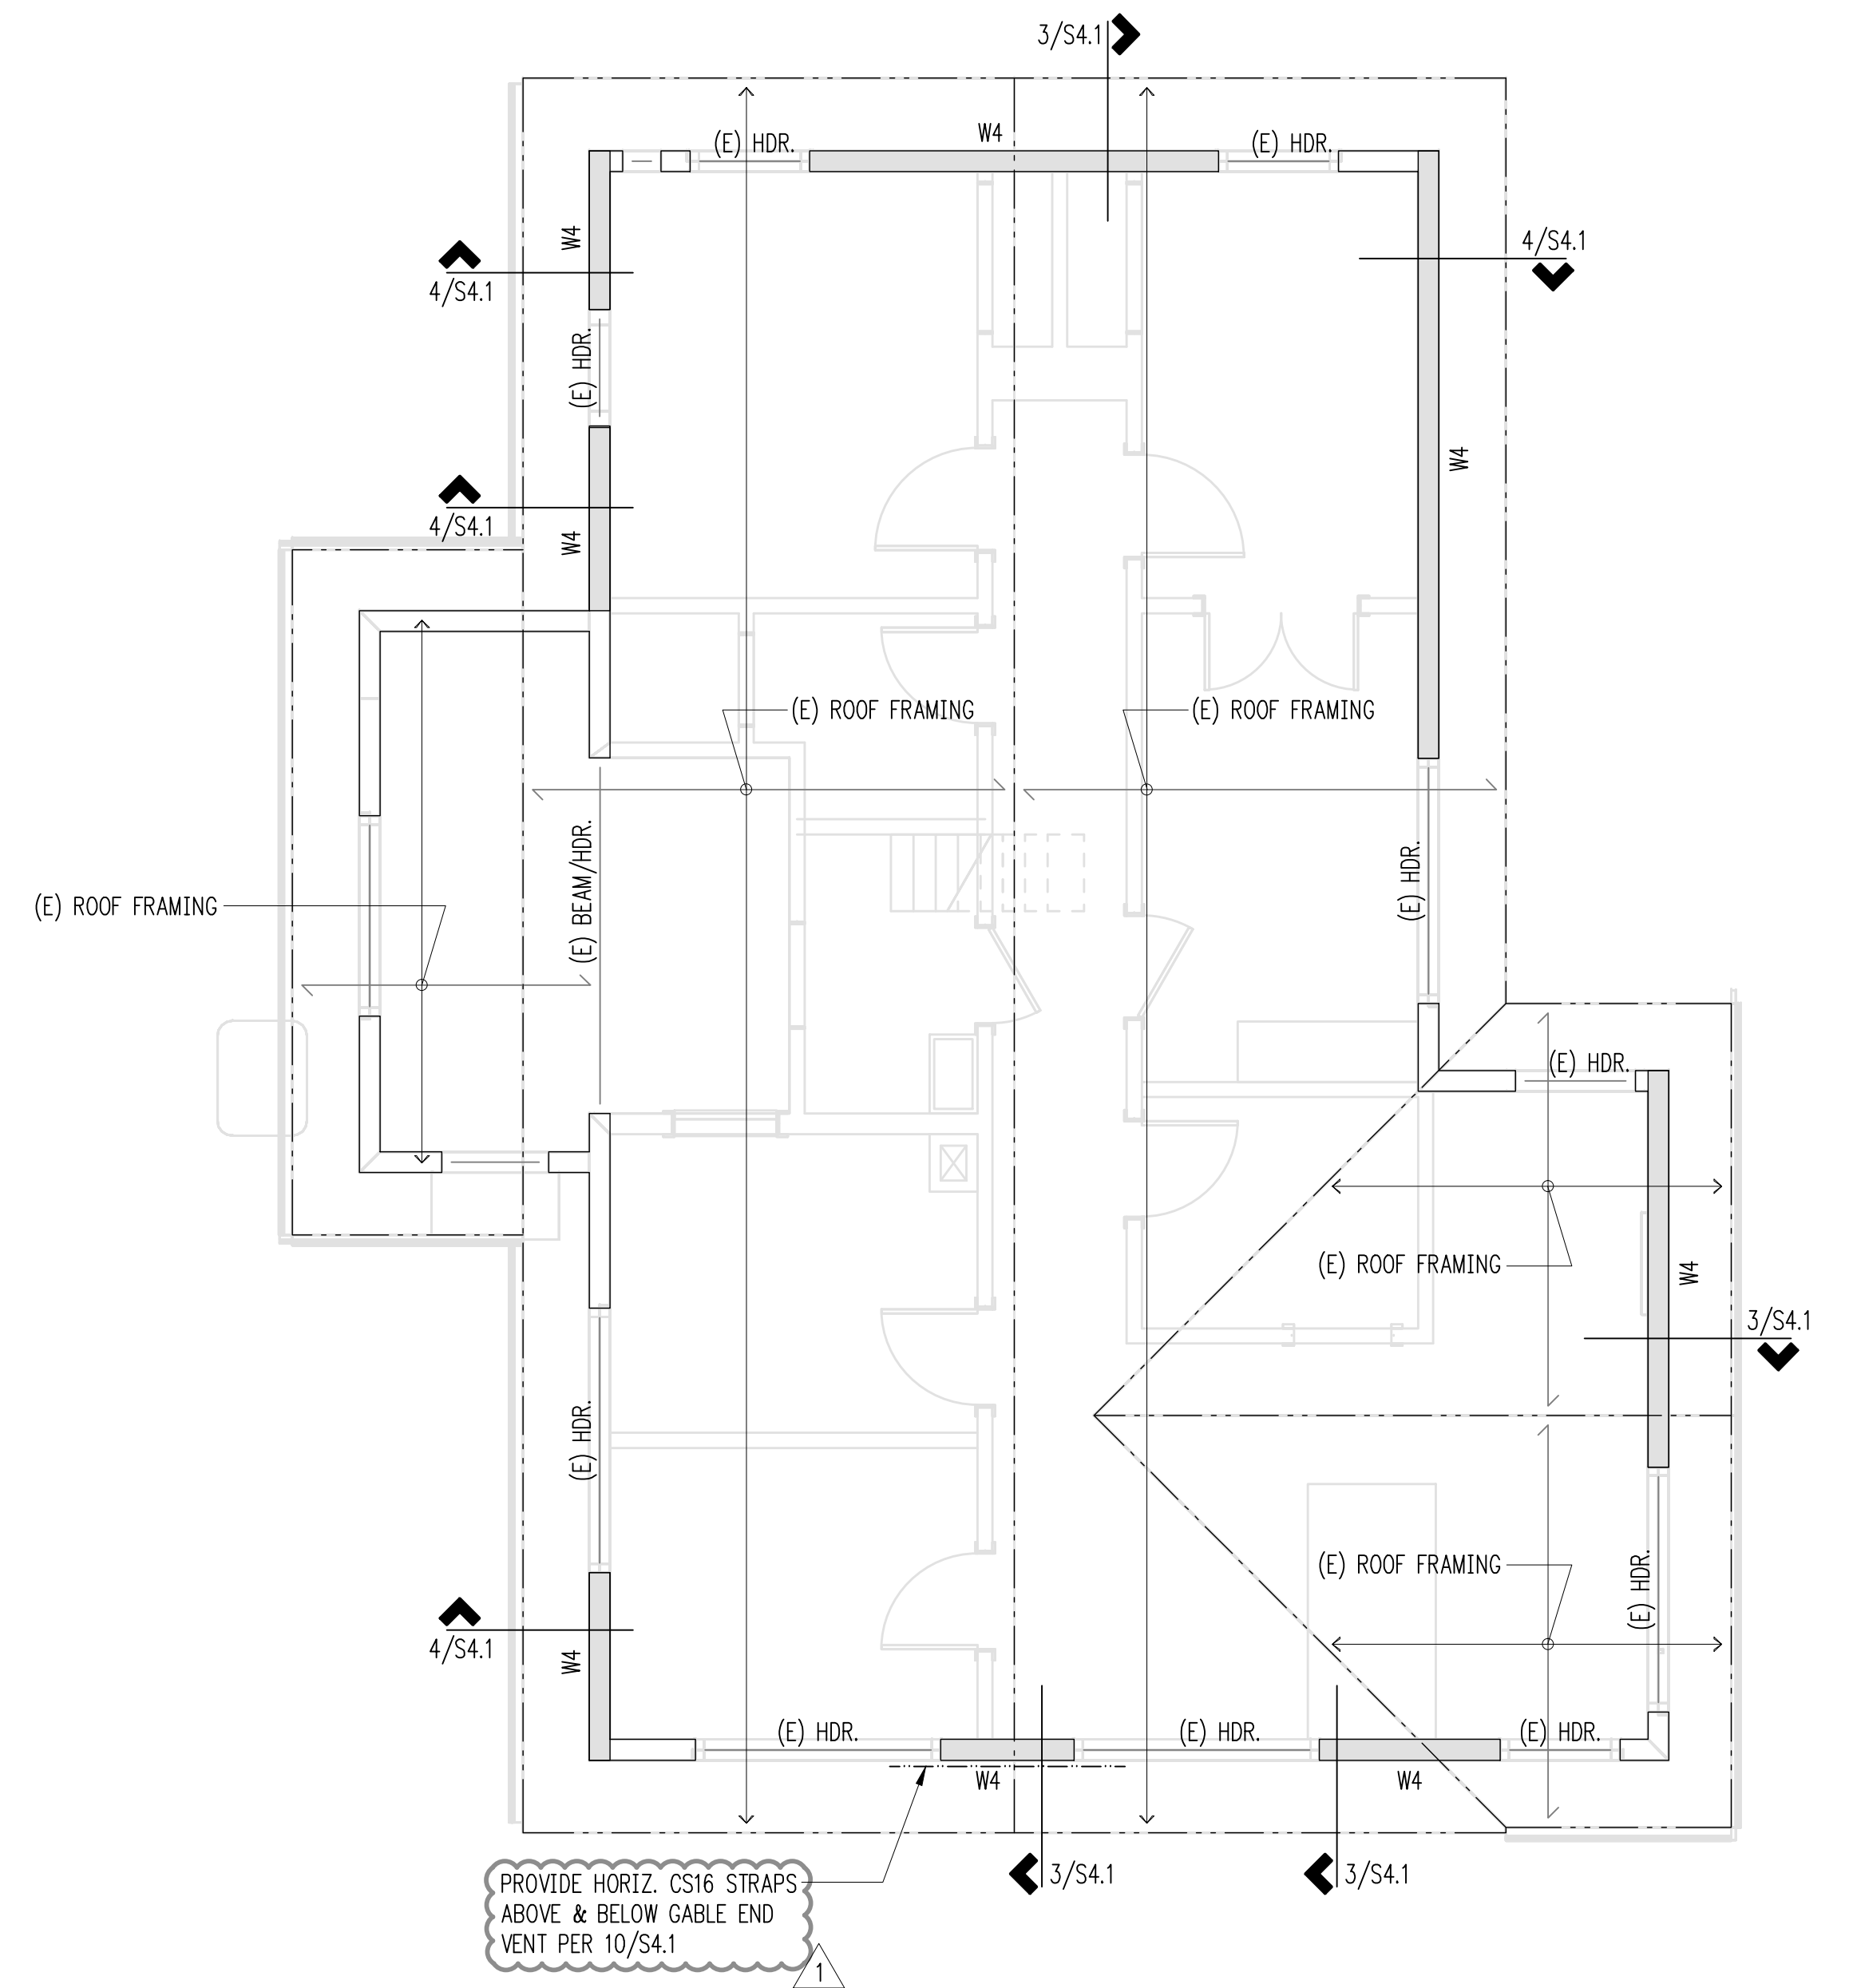 3/S4.1
(E) HDR.
W4
(E) HDR.
W4
4/S4.1
4/S4.1
(E) HDR.
W4
4/S4.1
W4
(E) ROOF FRAMING
(E) ROOF FRAMING
(E) ROOF FRAMING
(E) BEAM/HDR.
(E) HDR.
(E) HDR.
(E) ROOF FRAMING
W4
3/S4.1
(E) HDR.
(E) ROOF FRAMING
(E) HDR.
4/S4.1
W4
(E) HDR.
(E) HDR.
(E) HDR.
W4
W4
3/S4.1
3/S4.1
PROVIDE HORIZ. CS16 STRAPS
ABOVE & BELOW GABLE END
VENT PER 10/S4.1
1